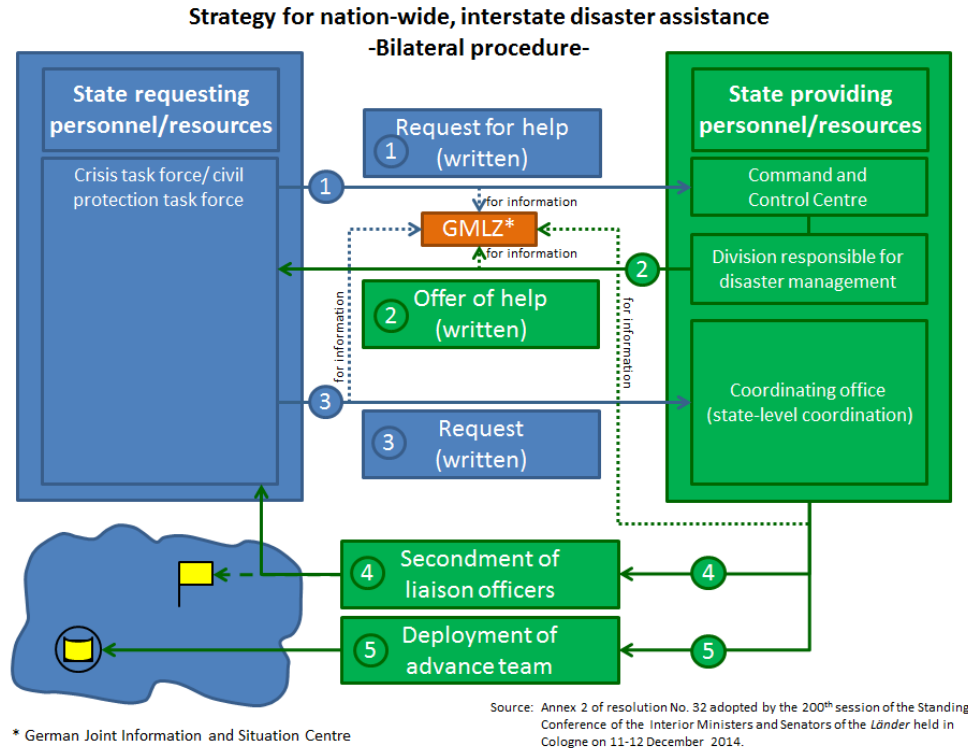 Strategy for nation-wide, interstate disaster assistance
-Bilateral procedure-
State requesting
personnel/resources
Crisis task force/ civil
protection task force
Request for help
1
(written)
State providing
personnel/resources
Command and
Control Centre
1
for information
GMLZ*
for information
2
Division responsible for
disaster management
Offer of help
2
(written)
for information
for information
3
Coordinating office
(state-level coordination)
Request
3
(written)
4
Secondment of
liaison officers
4
5
Deployment of
advance team
5
* German Joint Information and Situation Centre
Source: Annex 2 of resolution No. 32 adopted by the 200th session of the Standing
Conference of the Interior Ministers and Senators of the Länder held in
Cologne on 11-12 December 2014.